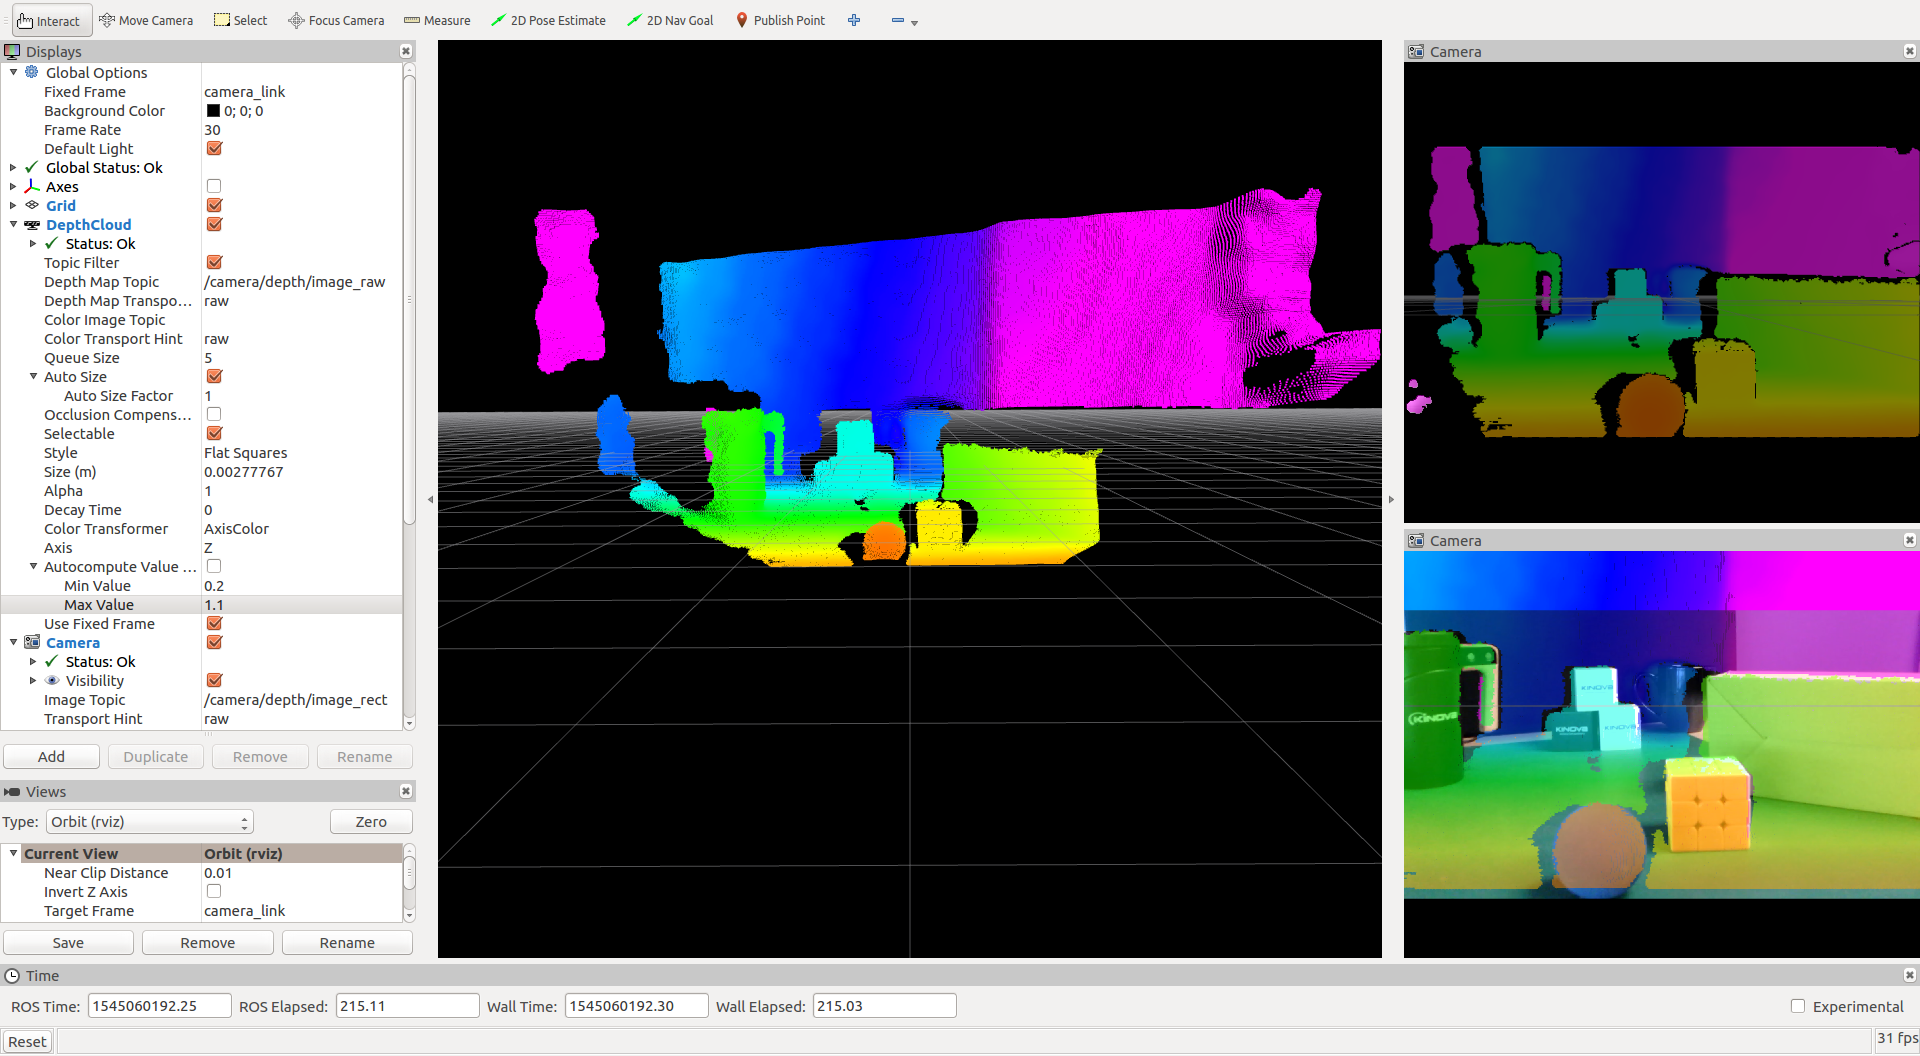 Interact Move Camera Select Focus Camera Measure 2D Pose Estimate 2D Nav Goal Publish Point
Displays
Global Options
Fixed Frame camera_link
Background Color 0; 0; 0
Frame Rate 30
Default Light
Global Status: Ok
Axes
Grid
DepthCloud
Status: Ok
Topic Filter
Depth Map Topic /camera/depth/image_raw
Depth Map Transpo... raw
Color Image Topic
Color Transport Hint raw
Queue Size 5
Auto Size
Auto Size Factor 1
Occlusion Compens...
Selectable
Style Flat Squares
Size (m) 0.00277767
Alpha 1
Decay Time 0
Color Transformer AxisColor
Axis Z
Autocompute Value ...
Min Value 0.2
Max Value 1.1
Use Fixed Frame
Camera
Status: Ok
Visibility
Image Topic /camera/depth/image_rect
Transport Hint raw
Add Duplicate Remove Rename
Views
Type: Orbit (rviz) Zero
Current View Orbit (rviz)
Near Clip Distance 0.01
Invert Z Axis
Target Frame camera_link
Save Remove Rename
Camera
Camera
KINOVA
KINOVA
KINOVA
KINOVA
Time
ROS Time: 1545060192.25 ROS Elapsed: 215.11 Wall Time: 1545060192.30 Wall Elapsed: 215.03 Experimental
Reset 31 fps